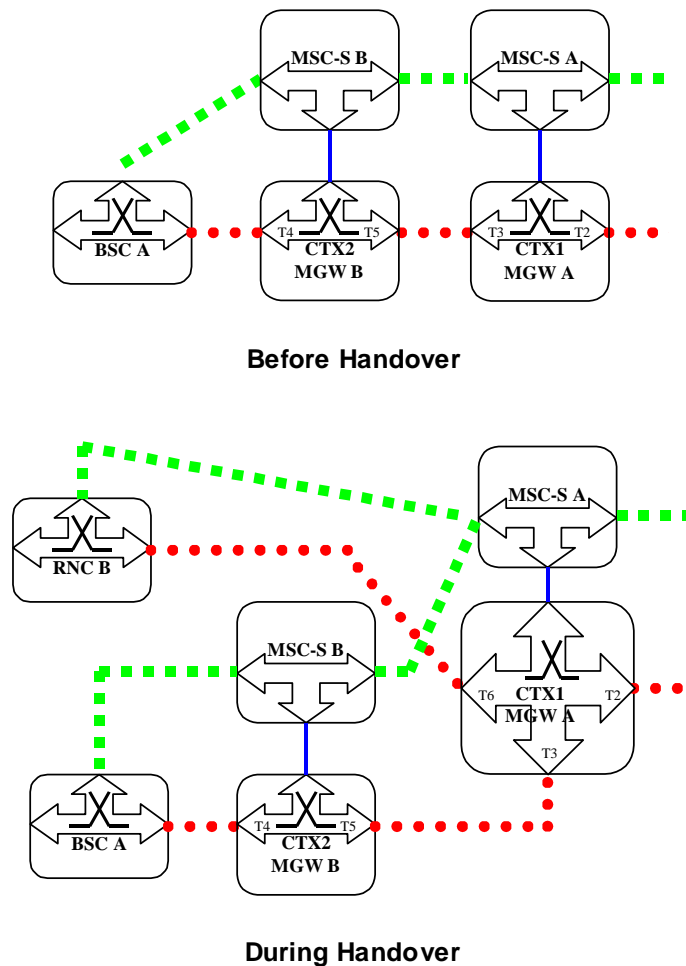 MSC-S B
MSC-S A
T4
T5
T3
T2
BSC A
CTX2
MGW B
CTX1
MGW A
Before Handover
MSC-S A
RNC B
MSC-S B
T6
CTX1
T2
MGW A
T3
BSC A
T4
T5
CTX2
MGW B
During Handover